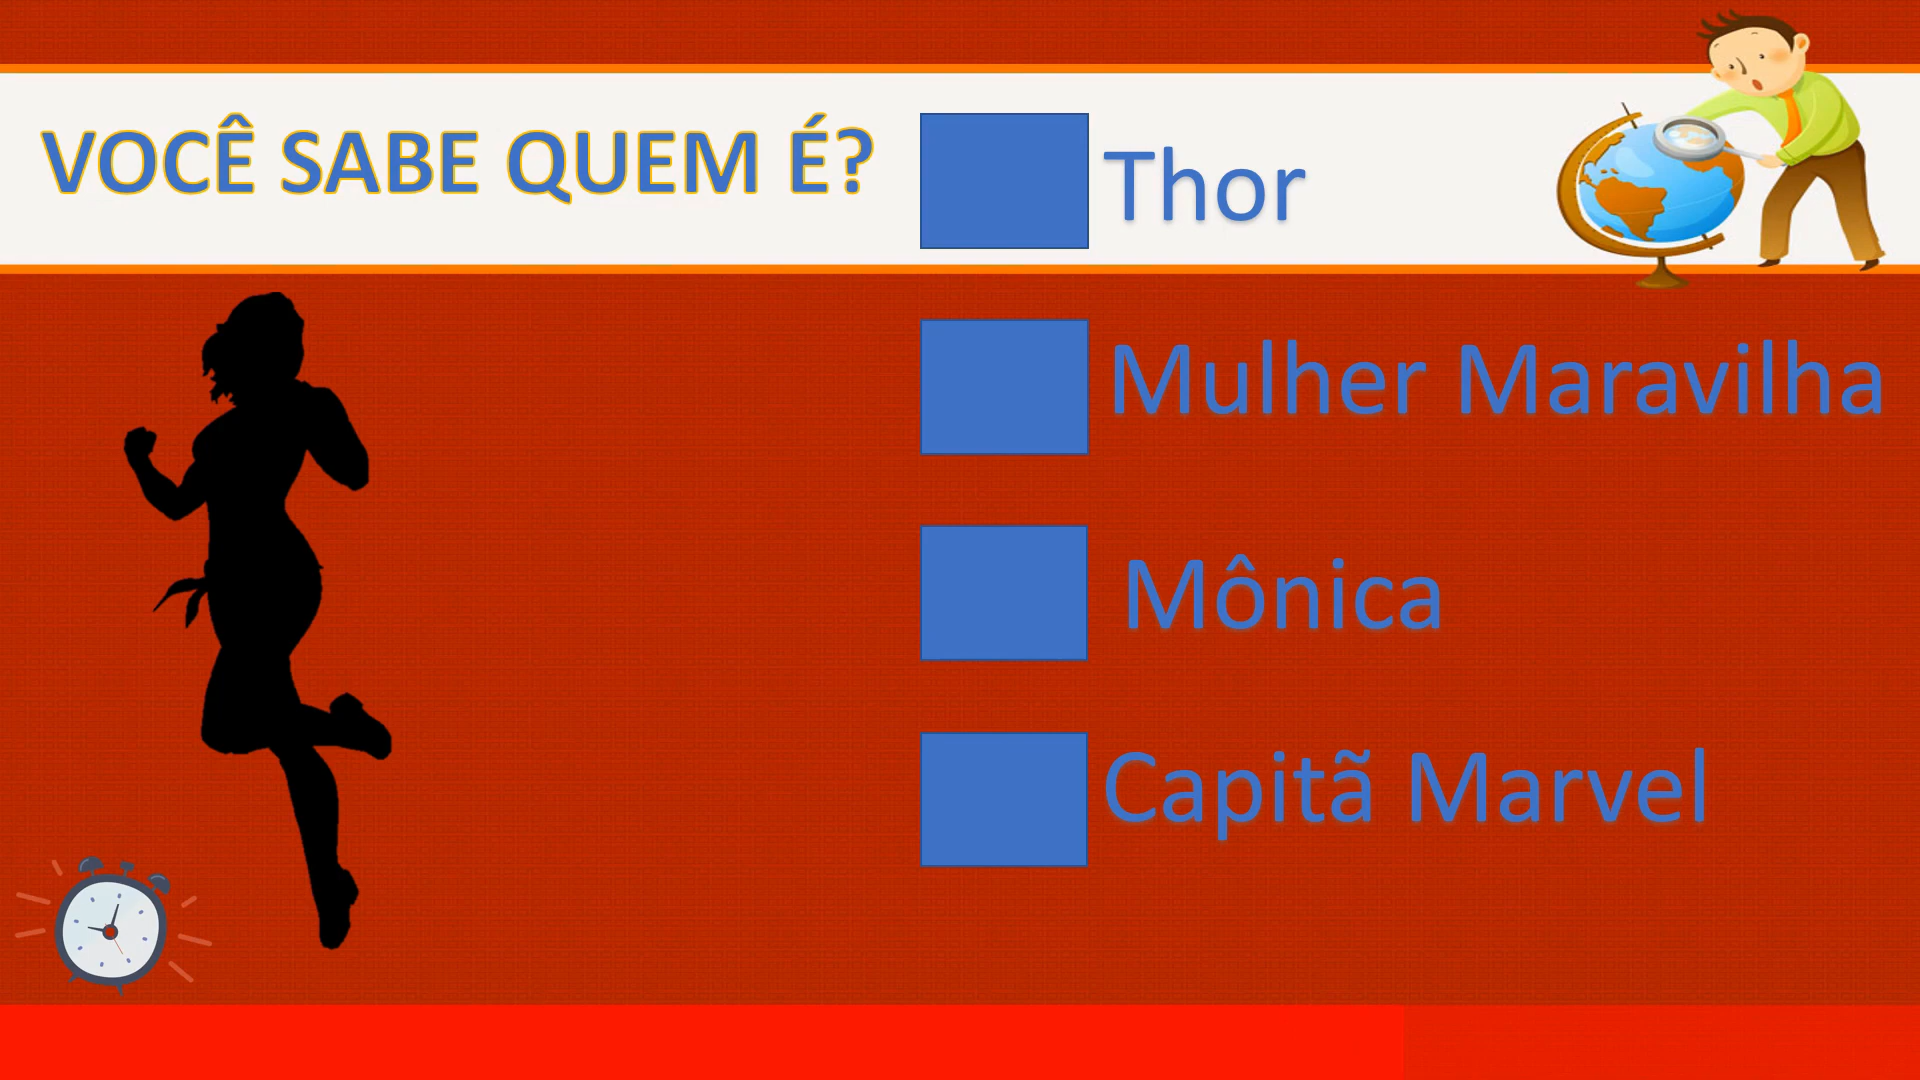 VOCÊ SABE QUEM É?
Thor
Mulher Maravilha
Mônica
Capitã Marvel